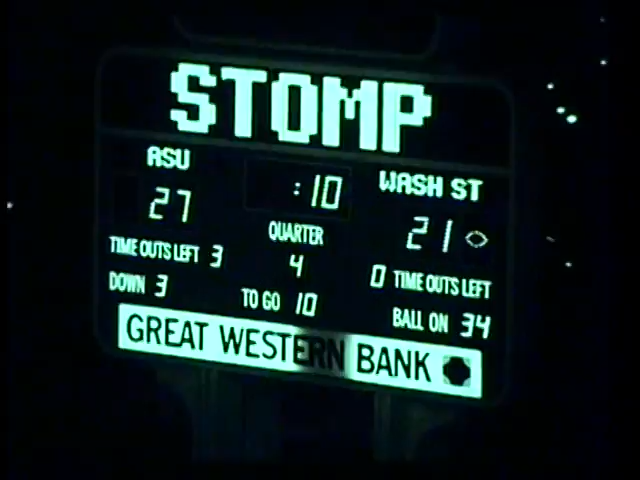 STOMP
ASU :10 WASH ST
27 21
QUARTER
TIME OUTS LEFT 3 4 0 TIME OUTS LEFT
DOWN 3 TO GO 10 BALL ON 34
GREAT WESTERN BANK